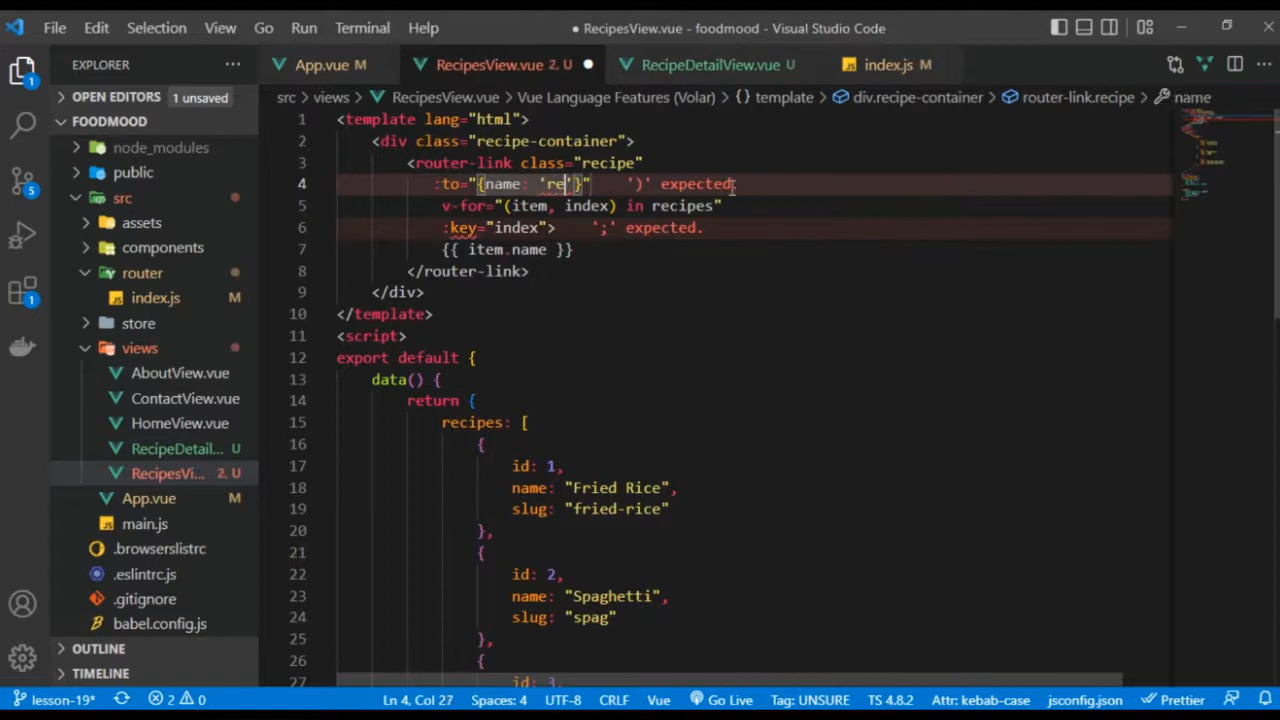 File Edit Selection View Go Run Terminal Help ● RecipesView.vue - foodmood - Visual Studio Code
EXPLORER ··· App.vue M RecipesView.vue 2, U ● RecipeDetailView.vue U index.js M ···
OPEN EDITORS 1 unsaved
src > views > RecipesView.vue > Vue Language Features (Volar) > {} template > div.recipe-container > router-link.recipe > name
FOODMOOD
node_modules
public
src
assets
components
router
index.js M
store
views
AboutView.vue
ContactView.vue
HomeView.vue
RecipeDetail... U
RecipesVi... 2, U
App.vue M
main.js
.browserslistrc
.eslintrc.js
.gitignore
babel.config.js
OUTLINE
TIMELINE
1 <template lang="html">
2 <div class="recipe-container">
3 <router-link class="recipe"
4 :to="{name: 're'}" ')' expected.
5 v-for="(item, index) in recipes"
6 :key="index"> ';' expected.
7 {{ item.name }}
8 </router-link>
9 </div>
10 </template>
11 <script>
12 export default {
13 data() {
14 return {
15 recipes: [
16 {
17 id: 1,
18 name: "Fried Rice",
19 slug: "fried-rice"
20 },
21 {
22 id: 2,
23 name: "Spaghetti",
24 slug: "spag"
25 },
26 {
27 id: 3,
1
5
1
lesson-19* 2 0 Ln 4, Col 27 Spaces: 4 UTF-8 CRLF Vue Go Live Tag: UNSURE TS 4.8.2 Attr: kebab-case jsconfig.json Prettier